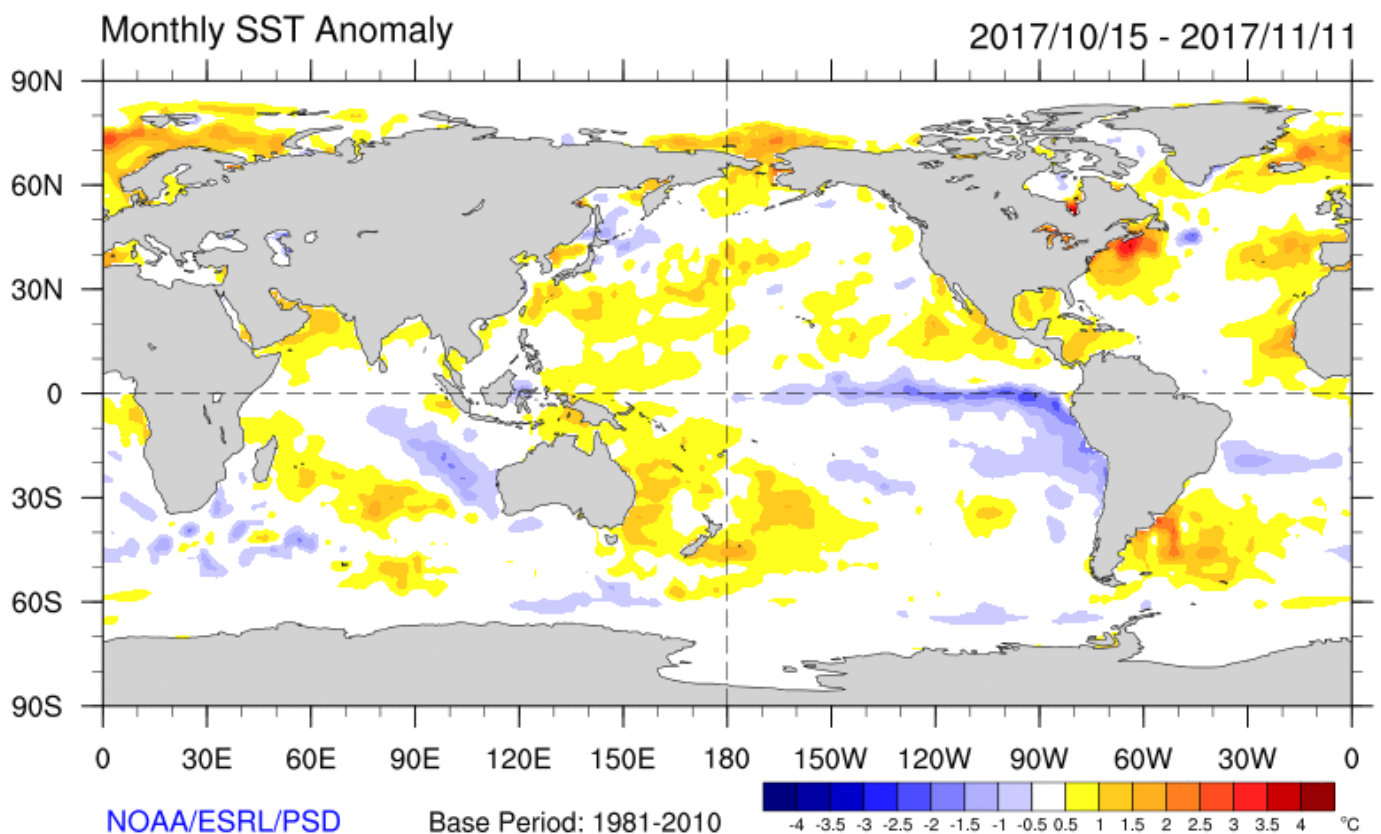 Monthly SST Anomaly 2017/10/15 - 2017/11/11
90N
60N
30N
0
30S
60S
90S
0 30E 60E 90E 120E 150E 180 150W 120W 90W 60W 30W 0
-4 -3.5 -3 -2.5 -2 -1.5 -1 -0.5 0.5 1 1.5 2 2.5 3 3.5 4 °C
NOAA/ESRL/PSD Base Period: 1981-2010